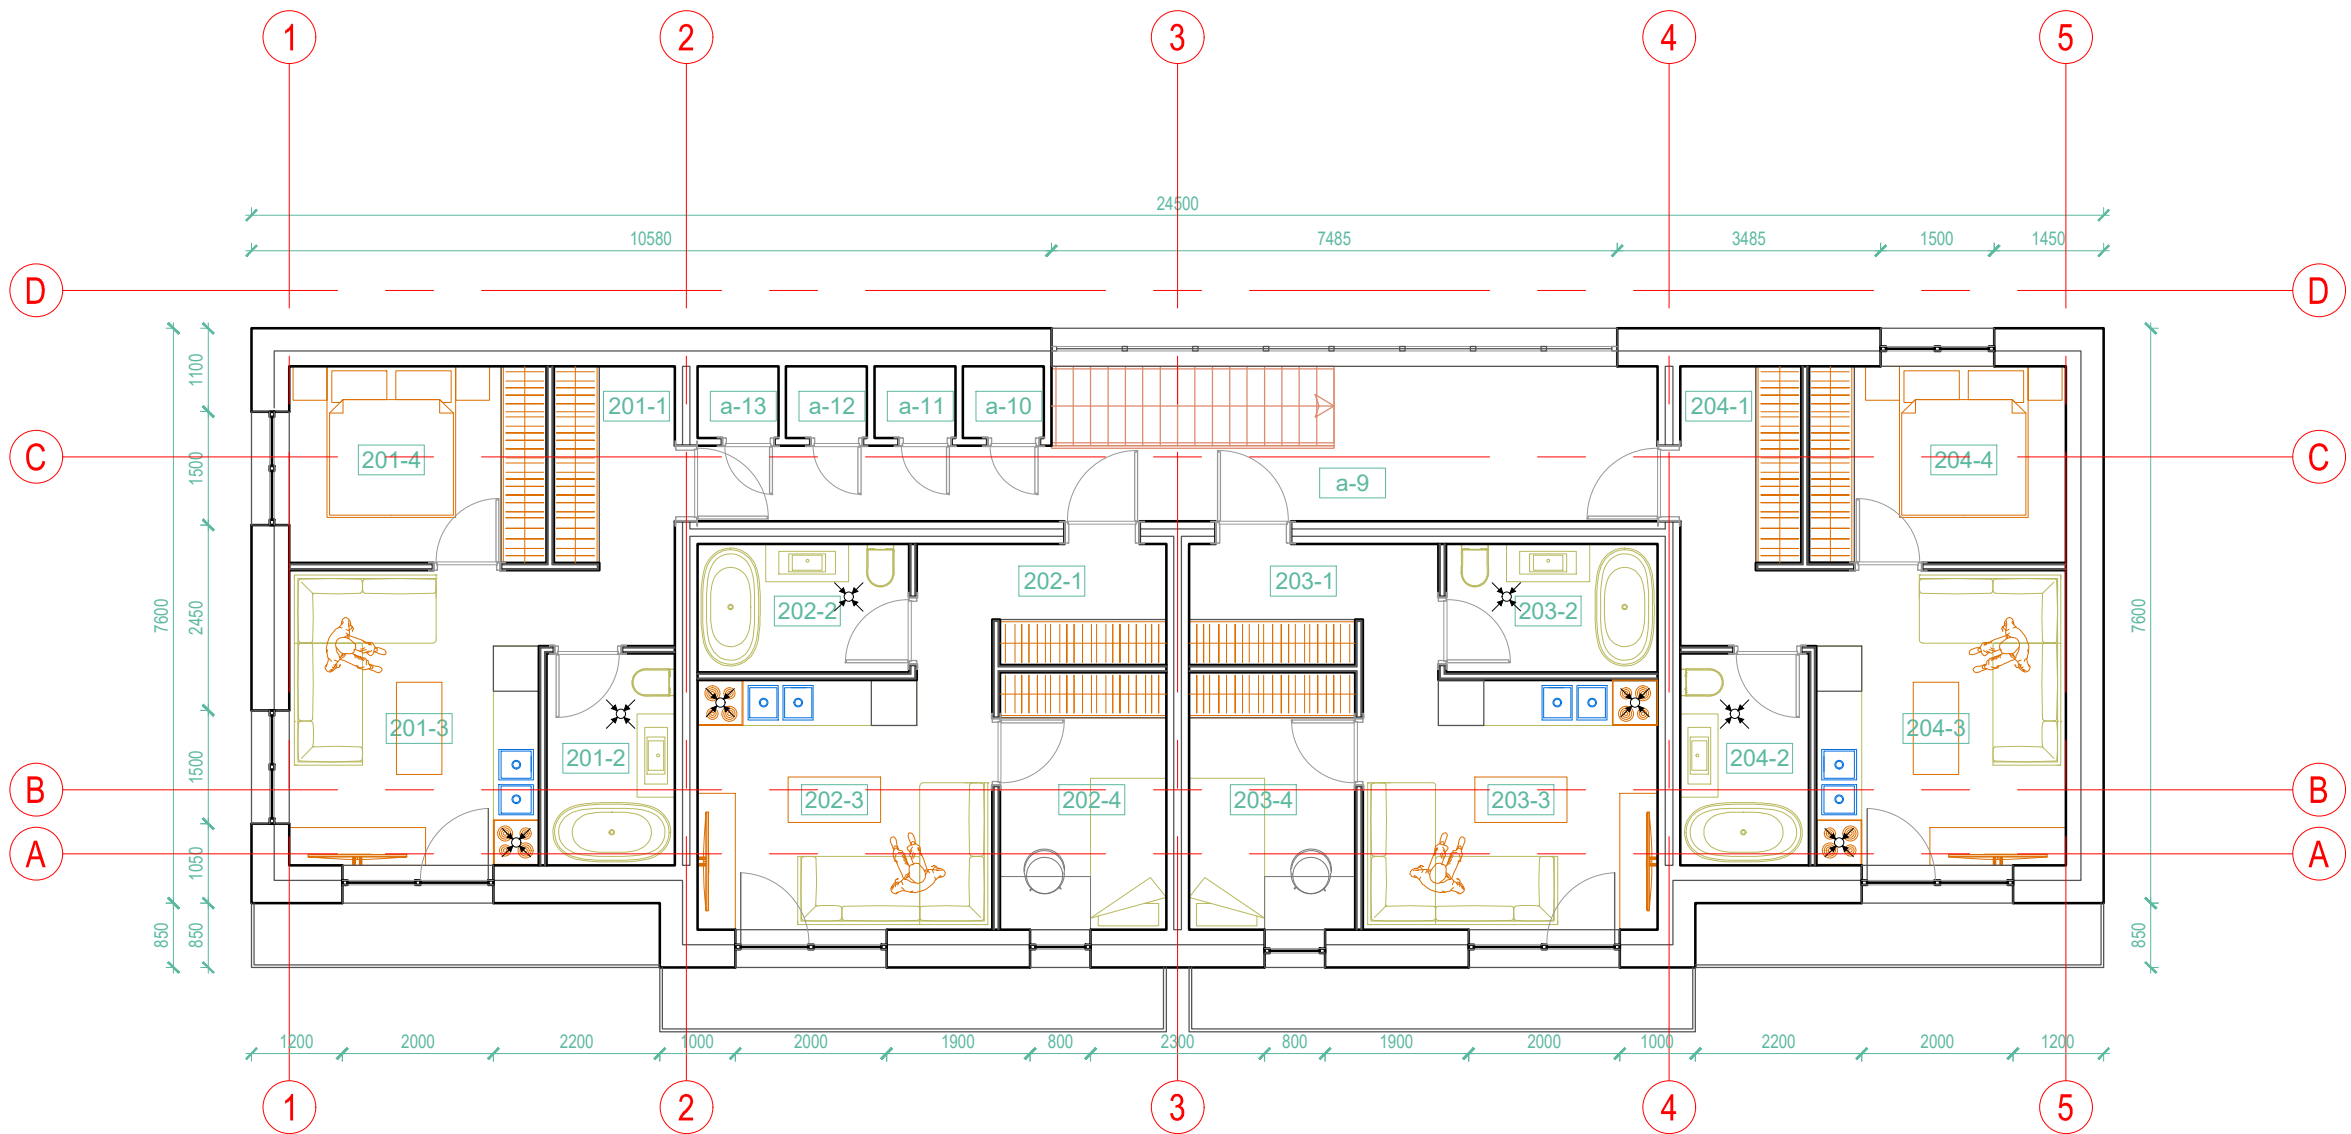 1 2 3 4 5
24500
10580 7485 3485 1500 1450
D D
1100
201-1 a-13 a-12 a-11 a-10 204-1
C 1500 201-4 204-4 C
a-9
202-1 203-1
7600 2450 202-2 203-2 7600
201-3 204-3
1500 201-2 204-2
B 202-3 202-4 203-4 203-3 B
A 1050 A
850 850 850
1200 2000 2200 1000 2000 1900 800 2300 800 1900 2000 1000 2200 2000 1200
1 2 3 4 5